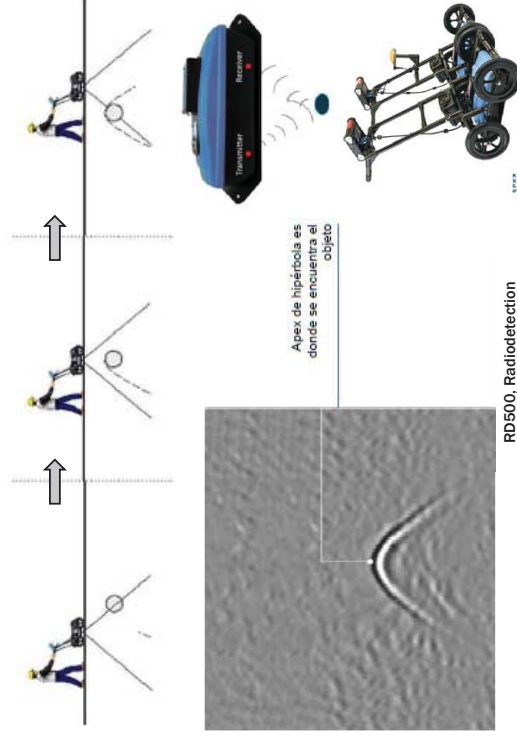 Transmitter
Receiver
Apex de hipérbola es
donde se encuentra el
objeto
RD500, Radiodetection